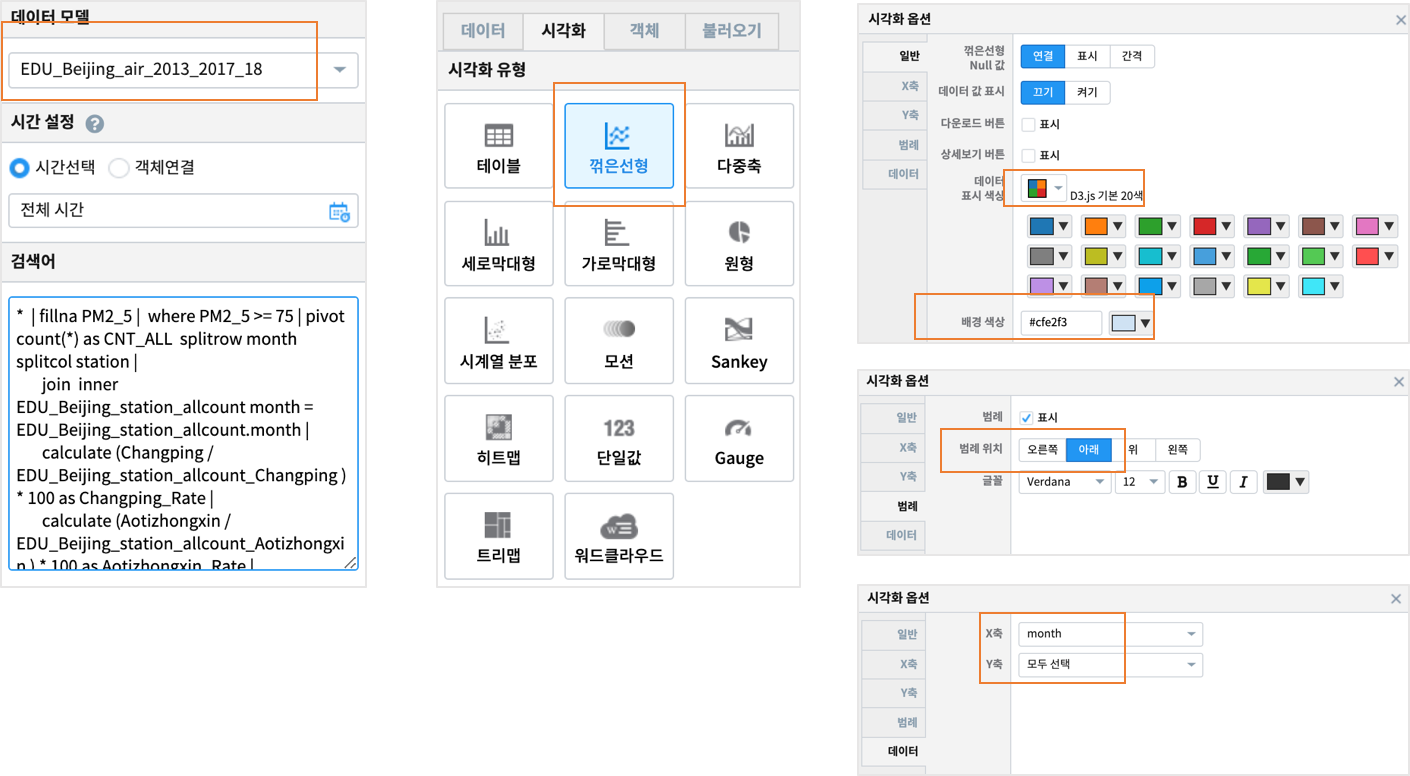 데이터 모델
EDU_Beijing_air_2013_2017_18
시간 설정 ?
시간선택 객체연결
전체 시간
검색어
* | fillna PM2_5 | where PM2_5 >= 75 | pivot
count(*) as CNT_ALL splitrow month
splitcol station |
join inner
EDU_Beijing_station_allcount month =
EDU_Beijing_station_allcount.month |
calculate (Changping /
EDU_Beijing_station_allcount_Changping )
* 100 as Changping_Rate |
calculate (Aotizhongxin /
EDU_Beijing_station_allcount_Aotizhongxi
n ) * 100 as Aotizhongxin_Rate |
데이터 시각화 객체 불러오기
시각화 유형
테이블 꺾은선형 다중축
세로막대형 가로막대형 원형
시계열 분포 모션 Sankey
123
히트맵 단일값 Gauge
W
트리맵 워드클라우드
시각화 옵션
일반
X축
Y축
범례
데이터
꺾은선형
Null 값
연결 표시 간격
데이터 값 표시 끄기 켜기
다운로드 버튼 표시
상세보기 버튼 표시
데이터
표시 색상
D3.js 기본 20색
배경 색상 #cfe2f3
시각화 옵션
일반
X축
Y축
범례
데이터
범례 표시
범례 위치 오른쪽 아래 위 왼쪽
글꼴 Verdana 12 B U I
시각화 옵션
일반
X축
Y축
범례
데이터
X축 month
Y축 모두 선택